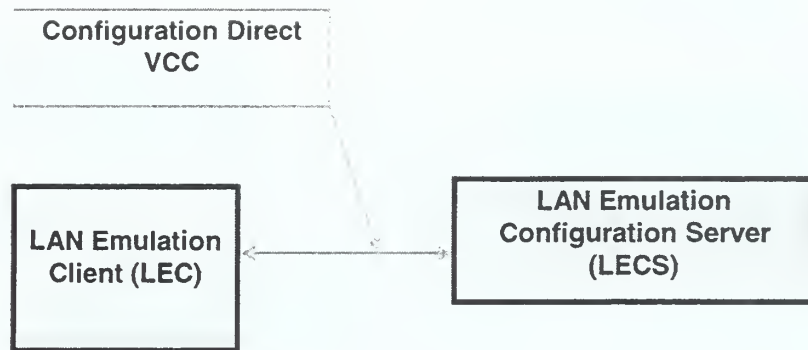 Configuration Direct
VCC
LAN Emulation
Client (LEC)
LAN Emulation
Configuration Server
(LECS)